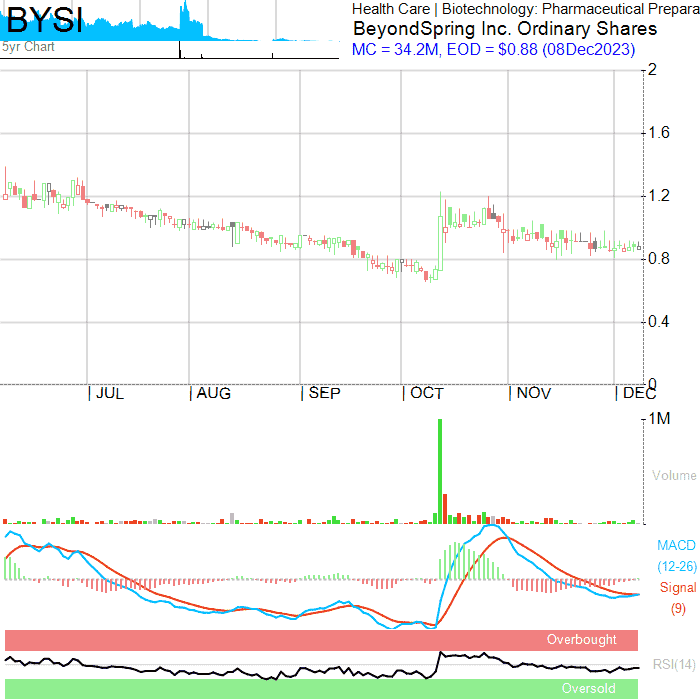 BYSI
5yr Chart
Health Care | Biotechnology: Pharmaceutical Prepara
BeyondSpring Inc. Ordinary Shares
MC = 34.2M, EOD = $0.88 (08Dec2023)
2
1.6
1.2
0.8
0.4
0
| JUL | AUG | SEP | OCT | NOV | DEC
1M
Volume
MACD
(12-26)
Signal
(9)
Overbought
RSI(14)
Oversold